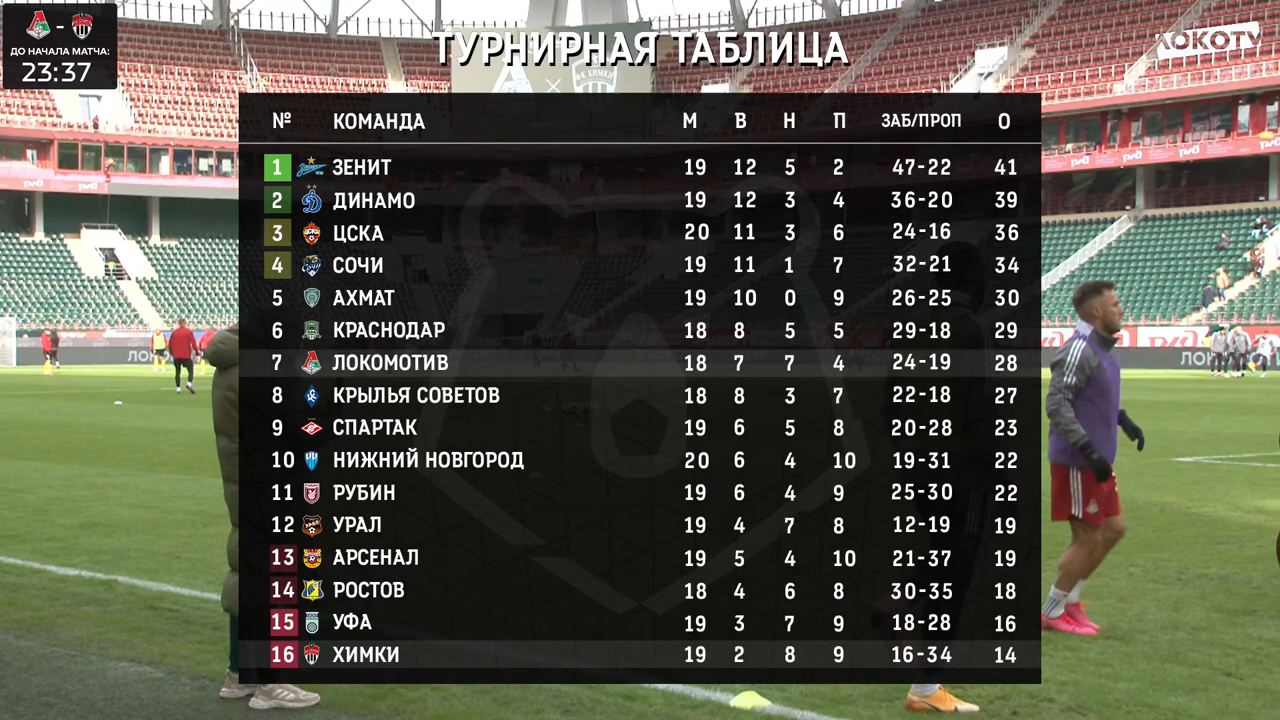 ДО НАЧАЛА МАТЧА:
23:37
ТУРНИРНАЯ ТАБЛИЦА
ЛОКОTV
ФК ХИМКИ
№ КОМАНДА М В Н П ЗАБ/ПРОП О
1 ЗЕНИТ 19 12 5 2 47-22 41
2 ДИНАМО 19 12 3 4 36-20 39
3 ЦСКА 20 11 3 6 24-16 36
4 СОЧИ 19 11 1 7 32-21 34
5 АХМАТ 19 10 0 9 26-25 30
6 КРАСНОДАР 18 8 5 5 29-18 29
7 ЛОКОМОТИВ 18 7 7 4 24-19 28
8 КРЫЛЬЯ СОВЕТОВ 18 8 3 7 22-18 27
9 СПАРТАК 19 6 5 8 20-28 23
10 НИЖНИЙ НОВГОРОД 20 6 4 10 19-31 22
11 РУБИН 19 6 4 9 25-30 22
12 УРАЛ 19 4 7 8 12-19 19
13 АРСЕНАЛ 19 5 4 10 21-37 19
14 РОСТОВ 18 4 6 8 30-35 18
15 УФА 19 3 7 9 18-28 16
16 ХИМКИ 19 2 8 9 16-34 14